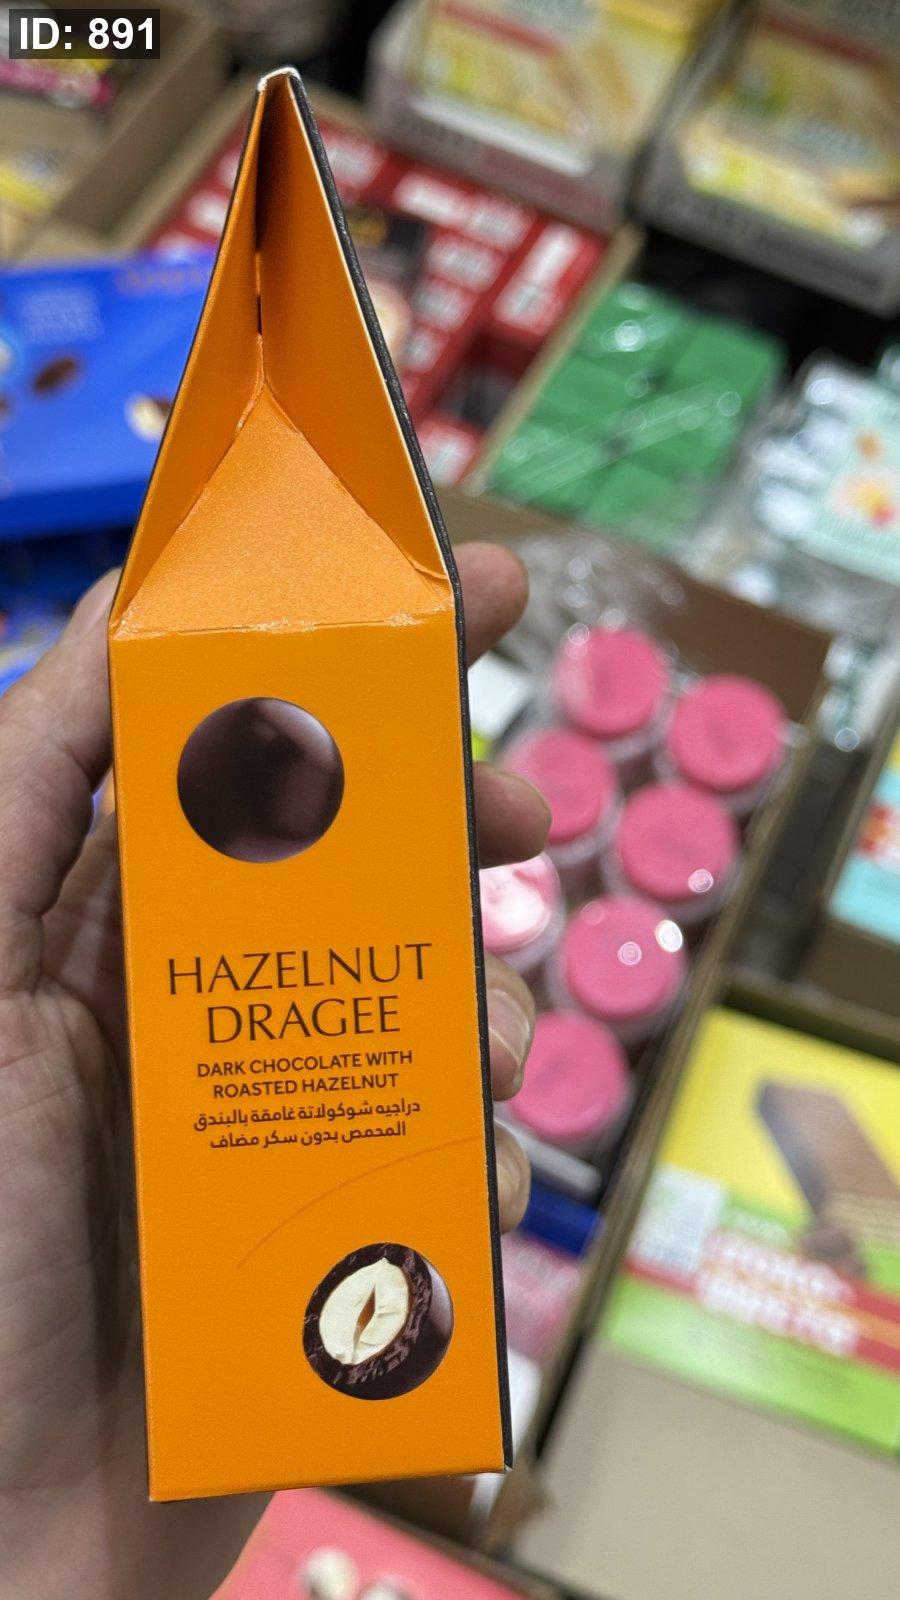 ID: 891
HAZELNUT
DRAGEE
DARK CHOCOLATE WITH
ROASTED HAZELNUT
دراجيه شوكولاتة غامقة بالبندق
المحمص بدون سكر مضاف